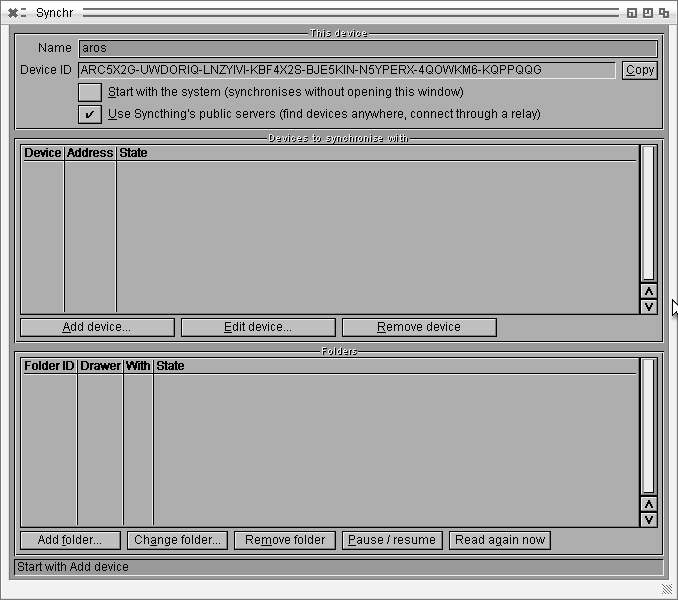 Synchr
This device
Name aros
Device ID ARC5X2G-UWDORIQ-LNZYIVI-KBF4X2S-BJE5KIN-N5YPERX-4QOWKM6-KQPPQQG Copy
Start with the system (synchronises without opening this window)
Use Syncthing's public servers (find devices anywhere, connect through a relay)
Devices to synchronise with
Device Address State
Add device... Edit device... Remove device
Folders
Folder ID Drawer With State
Add folder... Change folder... Remove folder Pause / resume Read again now
Start with Add device